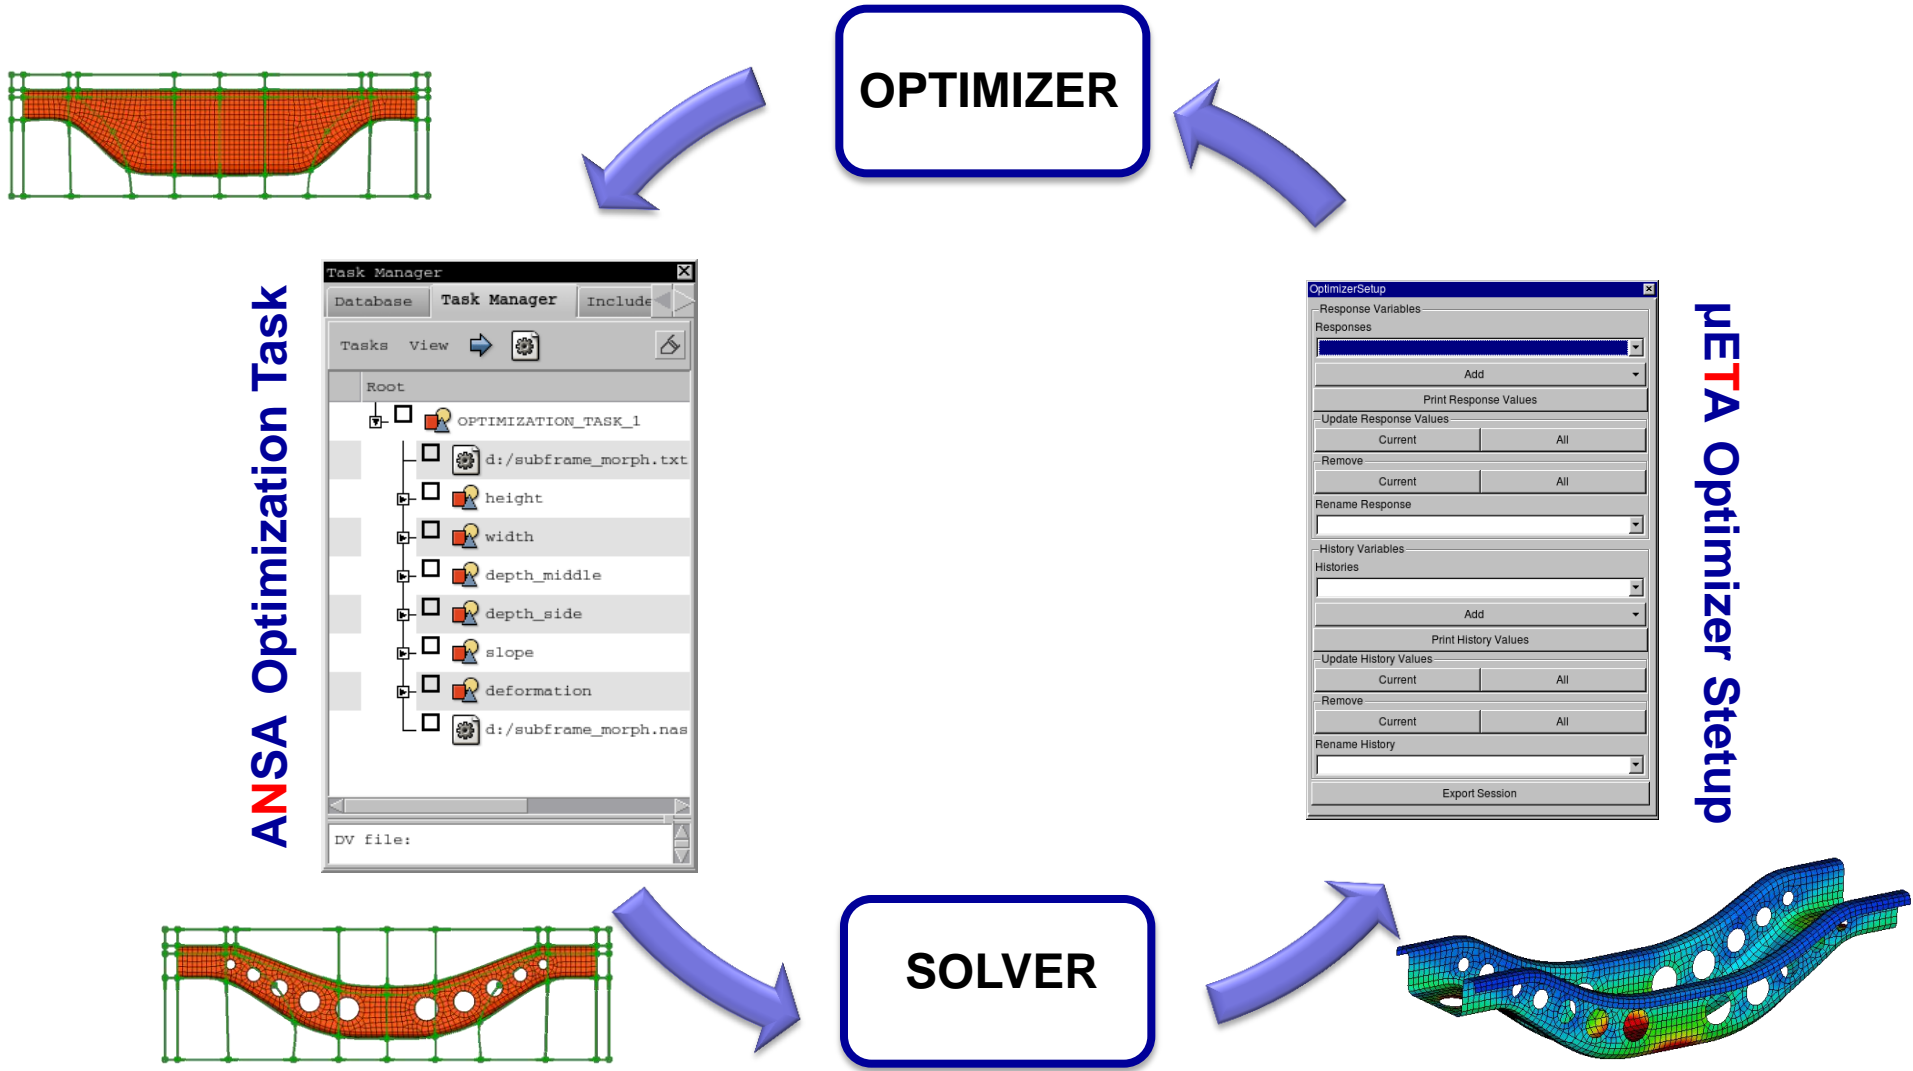 OPTIMIZER
ANSA Optimization Task
Task Manager
Database Task Manager Include
Tasks View
Root
OPTIMIZATION_TASK_1
d:/subframe_morph.txt
height
width
depth_middle
depth_side
slope
deformation
d:/subframe_morph.nas
DV file:
OptimizerSetup
Response Variables
Responses
Add
Print Response Values
Update Response Values
Current All
Remove
Current All
Rename Response
History Variables
Histories
Add
Print History Values
Update History Values
Current All
Remove
Current All
Rename History
Export Session
µETA Optimizer Stetup
SOLVER